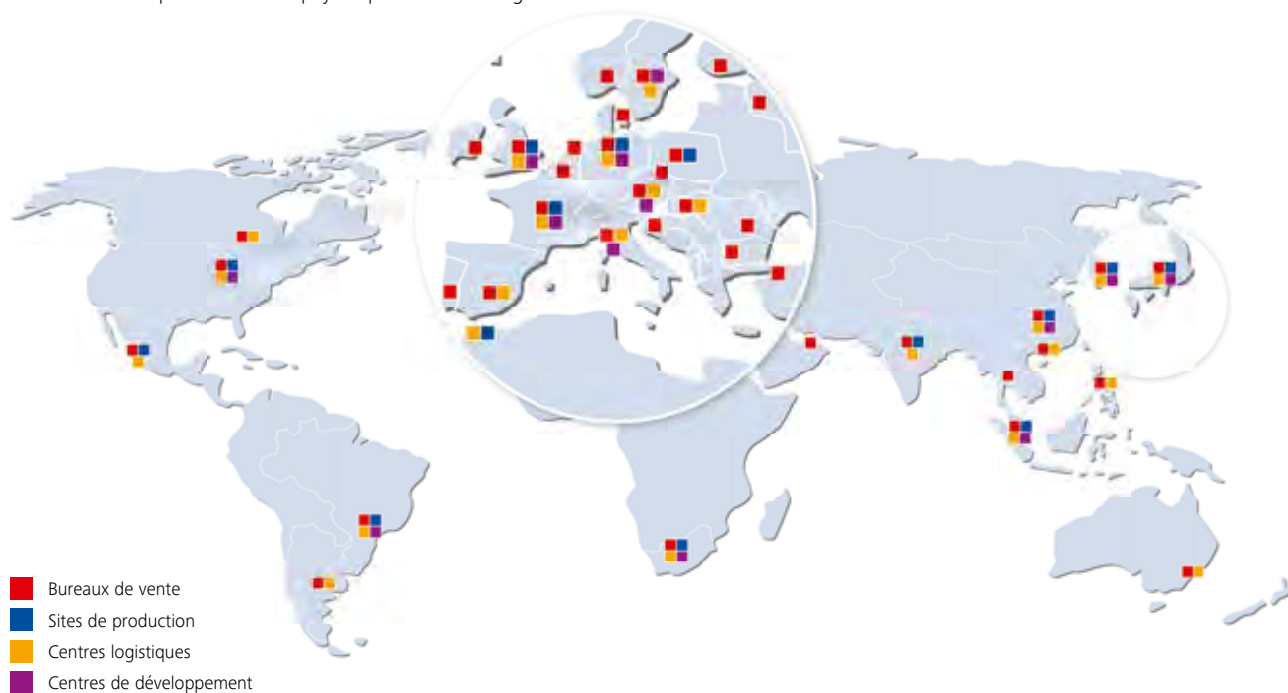 Bureaux de vente
Sites de production
Centres logistiques
Centres de développement